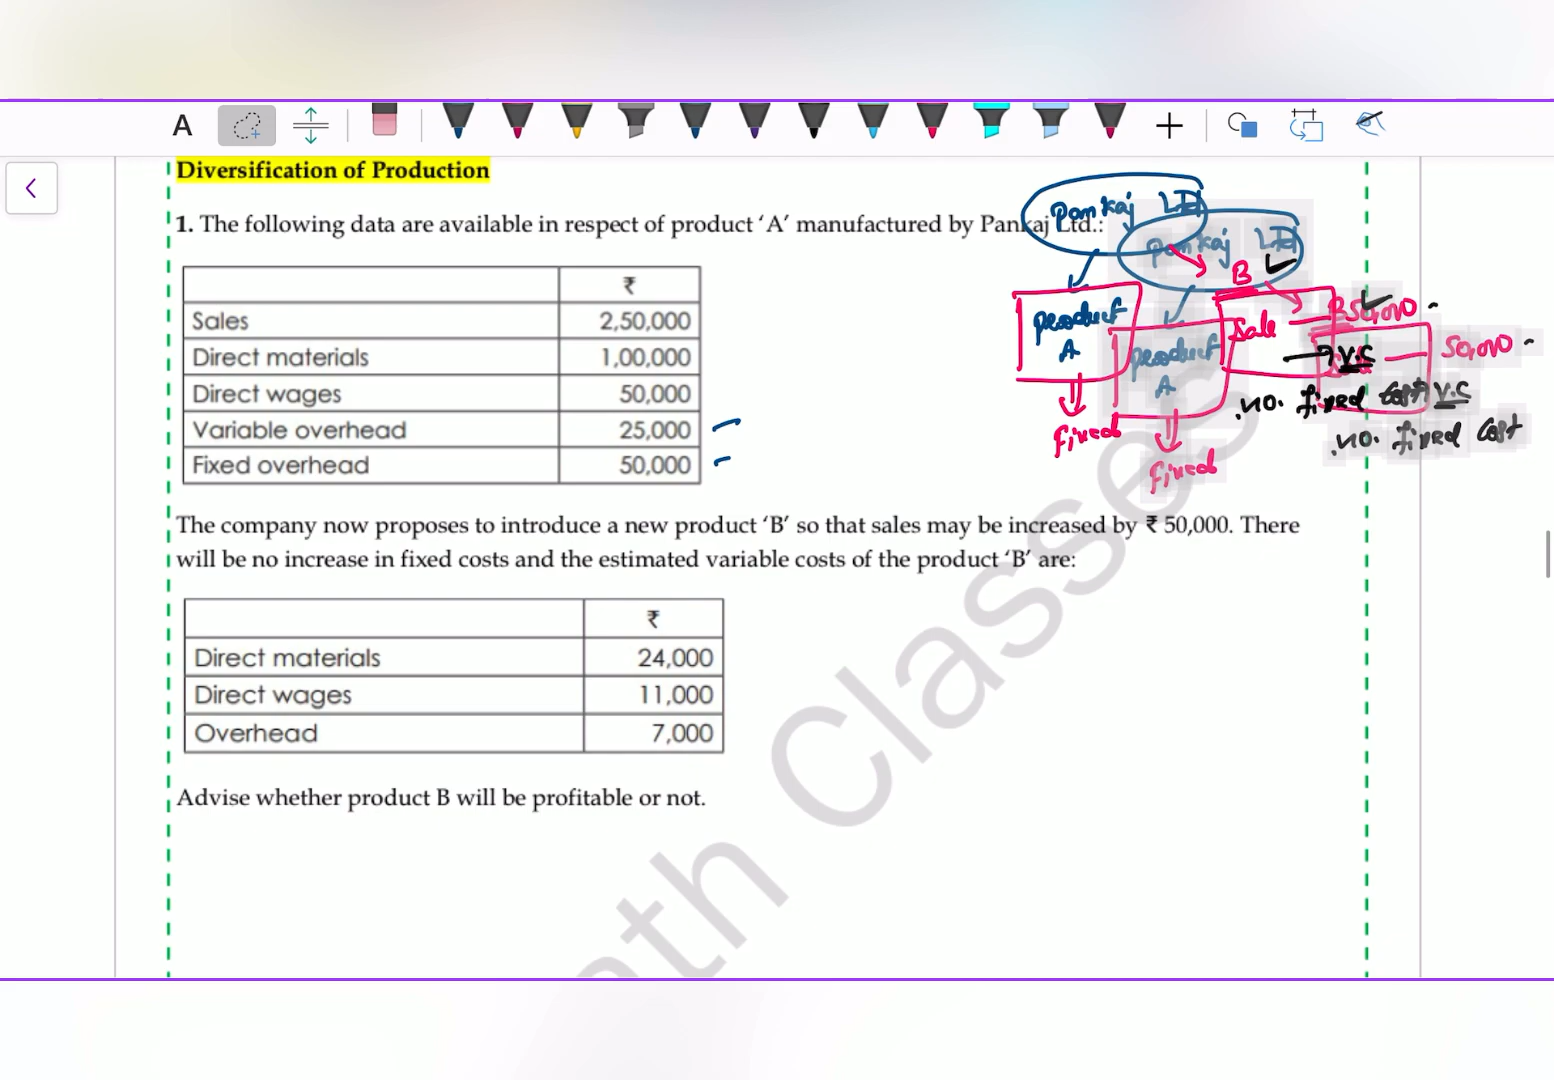 A
Diversification of Production
1. The following data are available in respect of product ‘A’ manufactured by Pankaj Ltd.:
₹
Sales 2,50,000
Direct materials 1,00,000
Direct wages 50,000
Variable overhead 25,000
Fixed overhead 50,000
Pankaj Ltd
Pankaj Ltd
B
product
A
product
A
Sale
50,000
50,000
V.C
V.C
no. fixed cost
no. fixed cost
fixed
fixed
The company now proposes to introduce a new product ‘B’ so that sales may be increased by ₹ 50,000. There
will be no increase in fixed costs and the estimated variable costs of the product ‘B’ are:
₹
Direct materials 24,000
Direct wages 11,000
Overhead 7,000
Advise whether product B will be profitable or not.
ath Classes